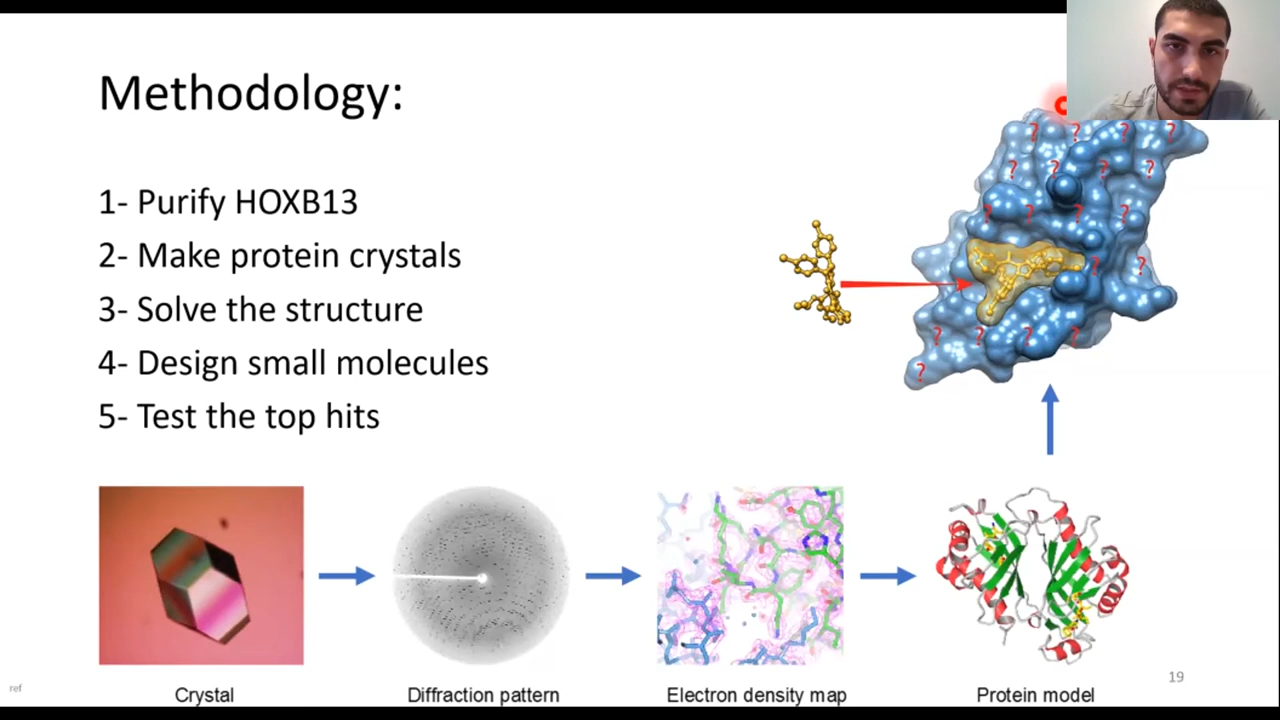 Methodology:
1- Purify HOXB13
2- Make protein crystals
3- Solve the structure
4- Design small molecules
5- Test the top hits
? ? ? ?
? ? ? ?
? ? ? ?
? ?
? ? ? ?
?
Crystal
Diffraction pattern
Electron density map
Protein model
ref
19